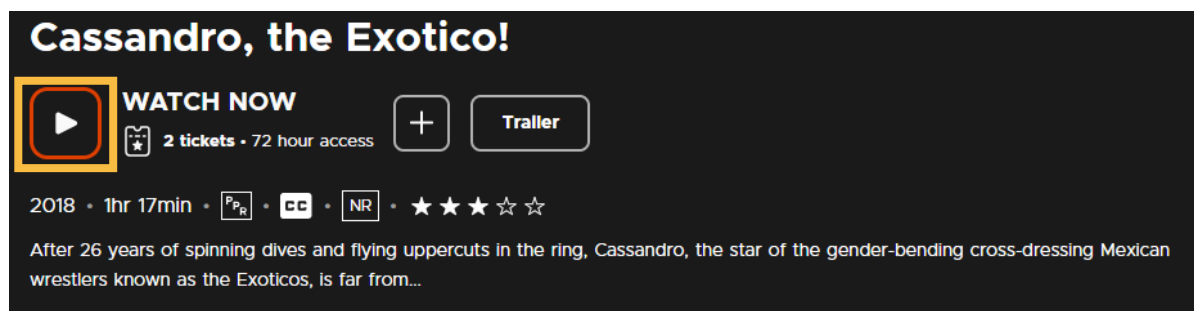 Cassandro, the Exotico!
WATCH NOW
2 tickets • 72 hour access
Trailer
2018 • 1hr 17min • PPR • CC • NR •
After 26 years of spinning dives and flying uppercuts in the ring, Cassandro, the star of the gender-bending cross-dressing Mexican
wrestlers known as the Exoticos, is far from...